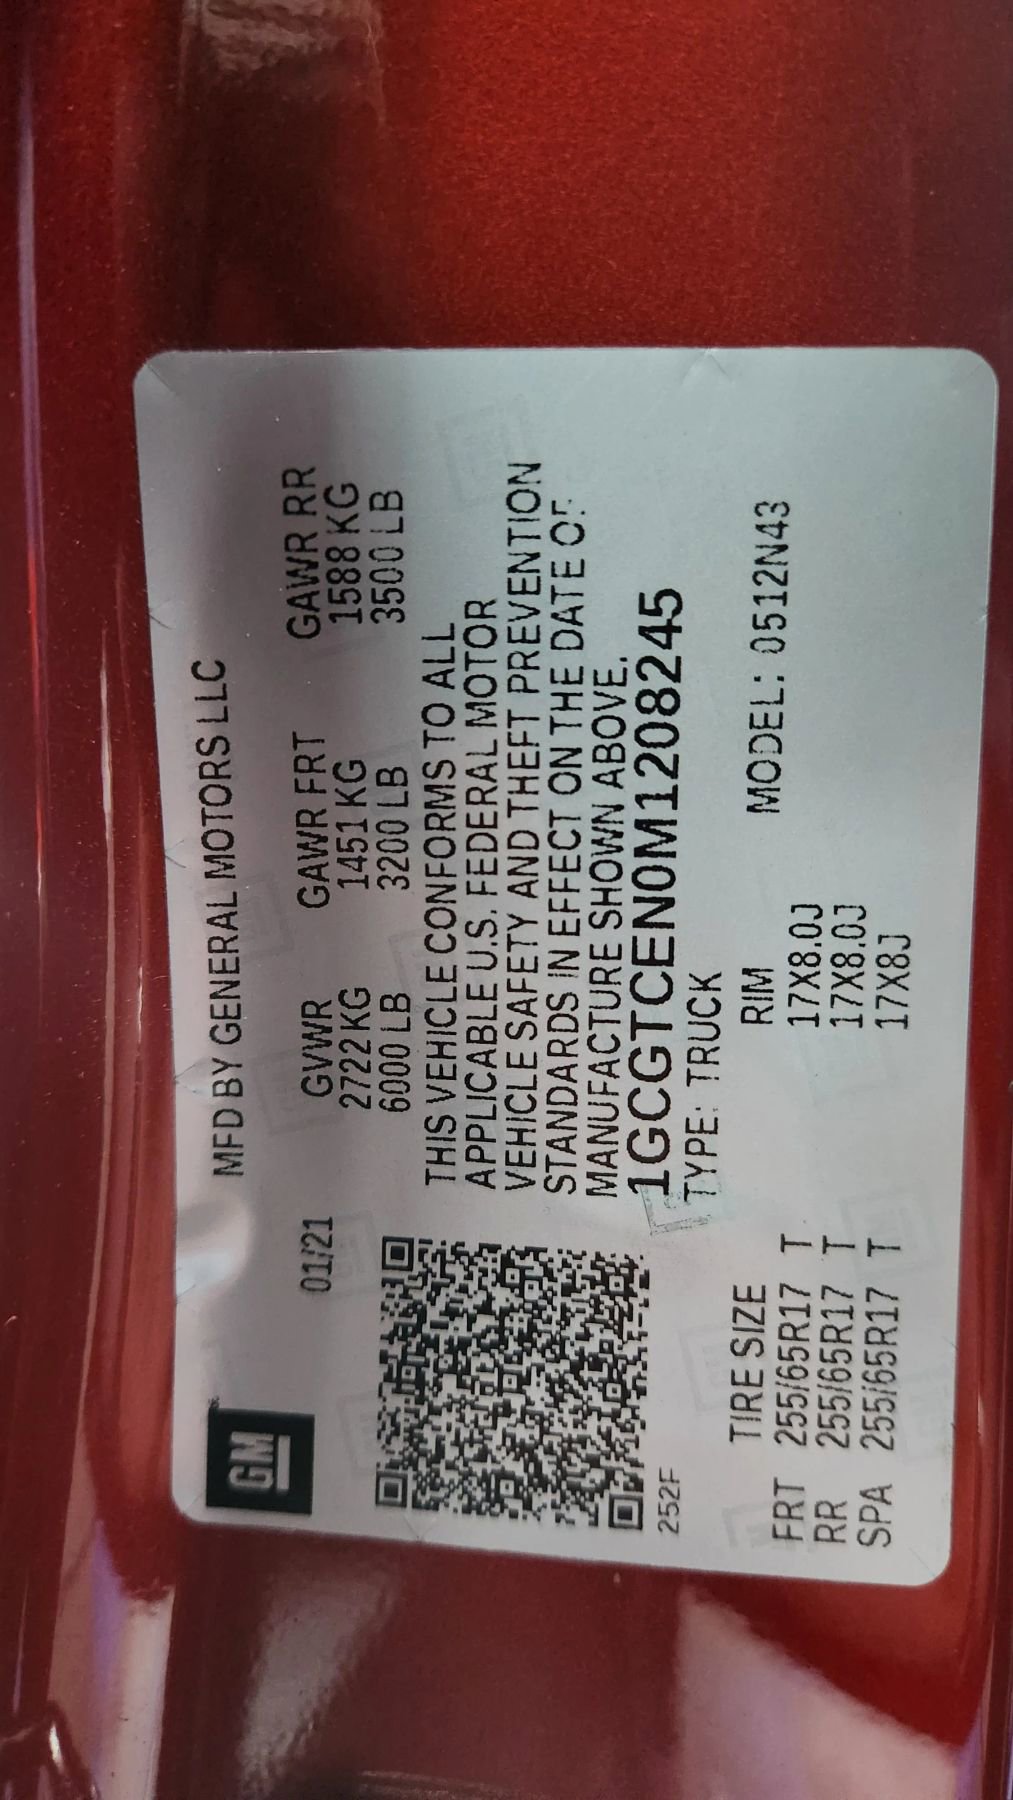 GM
MFD BY GENERAL MOTORS LLC
01/21
GVWR GAWR FRT GAWR RR
2722 KG 1451 KG 1588 KG
6000 LB 3200 LB 3500 LB
THIS VEHICLE CONFORMS TO ALL
APPLICABLE U.S. FEDERAL MOTOR
VEHICLE SAFETY AND THEFT PREVENTION
STANDARDS IN EFFECT ON THE DATE OF
MANUFACTURE SHOWN ABOVE.
1GCGTCEN0M1208245
252F TYPE: TRUCK
TIRE SIZE RIM MODEL: 0512N43
FRT 255/65R17 T 17X8.0J
RR 255/65R17 T 17X8.0J
SPA 255/65R17 T 17X8J